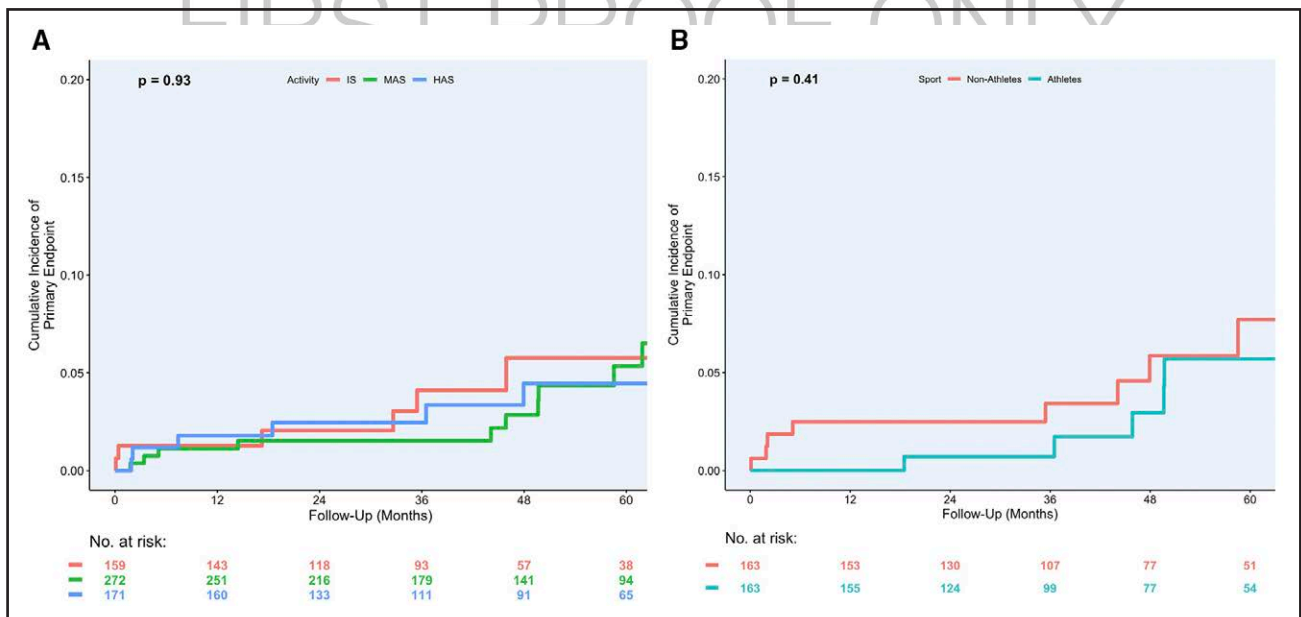 FIRST PROOF ONLY
A
p = 0.93
Activity IS MAS HAS
0.20
0.15
0.10
0.05
0.00
Cumulative Incidence of
Primary Endpoint
0 12 24 36 48 60
Follow-Up (Months)
No. at risk:
159 143 118 93 57 38
272 251 216 179 141 94
171 160 133 111 91 65
B
p = 0.41
Sport Non-Athletes Athletes
0.20
0.15
0.10
0.05
0.00
Cumulative Incidence of
Primary Endpoint
0 12 24 36 48 60
Follow-Up (Months)
No. at risk:
163 153 130 107 77 51
163 155 124 99 77 54